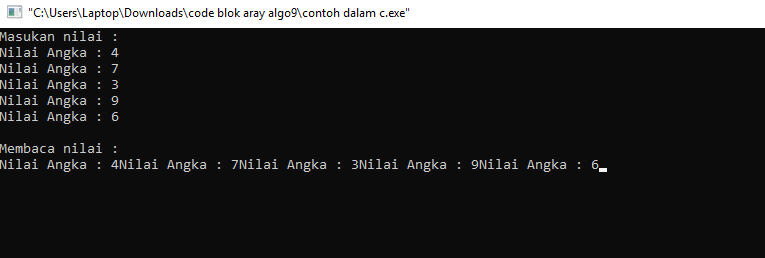 "C:\Users\Laptop\Downloads\code blok aray algo9\contoh dalam c.exe"
Masukan nilai :
Nilai Angka : 4
Nilai Angka : 7
Nilai Angka : 3
Nilai Angka : 9
Nilai Angka : 6
Membaca nilai :
Nilai Angka : 4Nilai Angka : 7Nilai Angka : 3Nilai Angka : 9Nilai Angka : 6